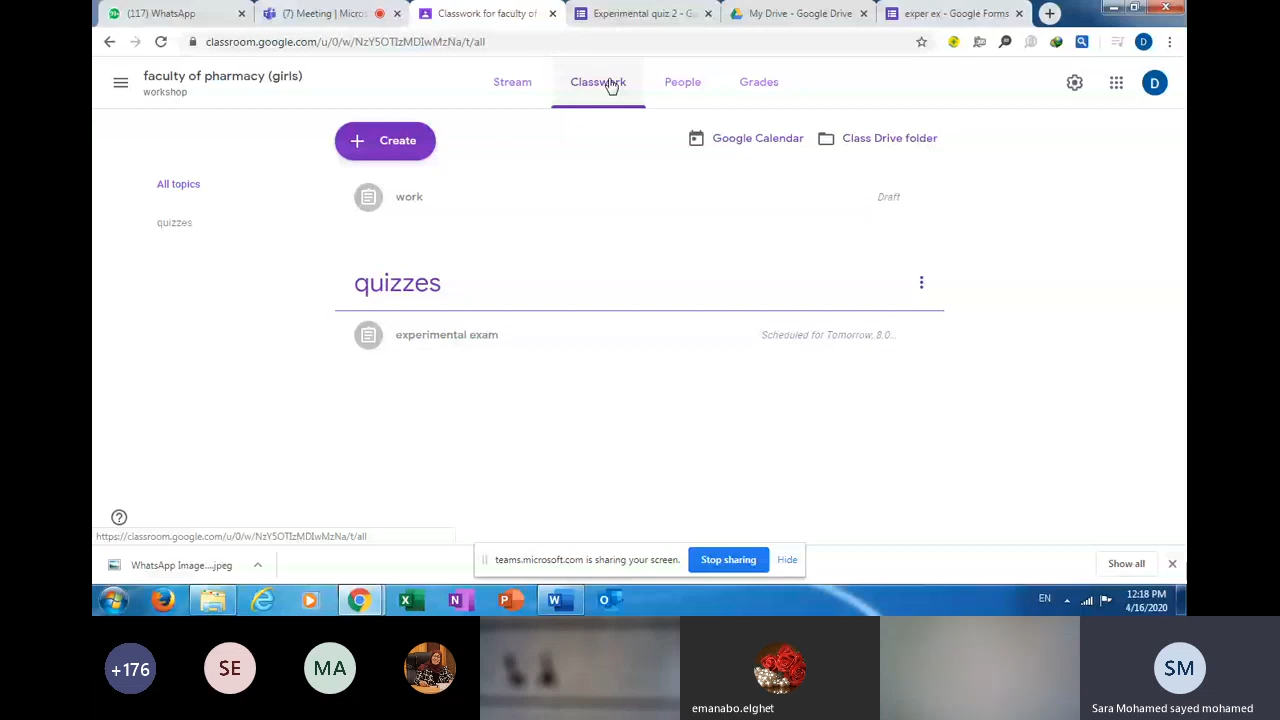 (117) WhatsApp
(7) Meeting | Micros
Classwork for faculty of
Experimental quiz 2 - G
My Drive - Google Drive
exper ex - Google Forms
classroom.google.com/u/0/w/NzY5OTIzMDIwMzNa/t/all
D
faculty of pharmacy (girls)
workshop
Stream
Classwork
People
Grades
D
Create
Google Calendar
Class Drive folder
All topics
quizzes
work
Draft
quizzes
experimental exam
Scheduled for Tomorrow, 8:0...
https://classroom.google.com/u/0/w/NzY5OTIzMDIwMzNa/t/all
teams.microsoft.com is sharing your screen.
Stop sharing
Hide
WhatsApp Image....jpeg
Show all
EN
12:18 PM
4/16/2020
+176
SE
MA
SM
emanabo.elghet
Sara Mohamed sayed mohamed